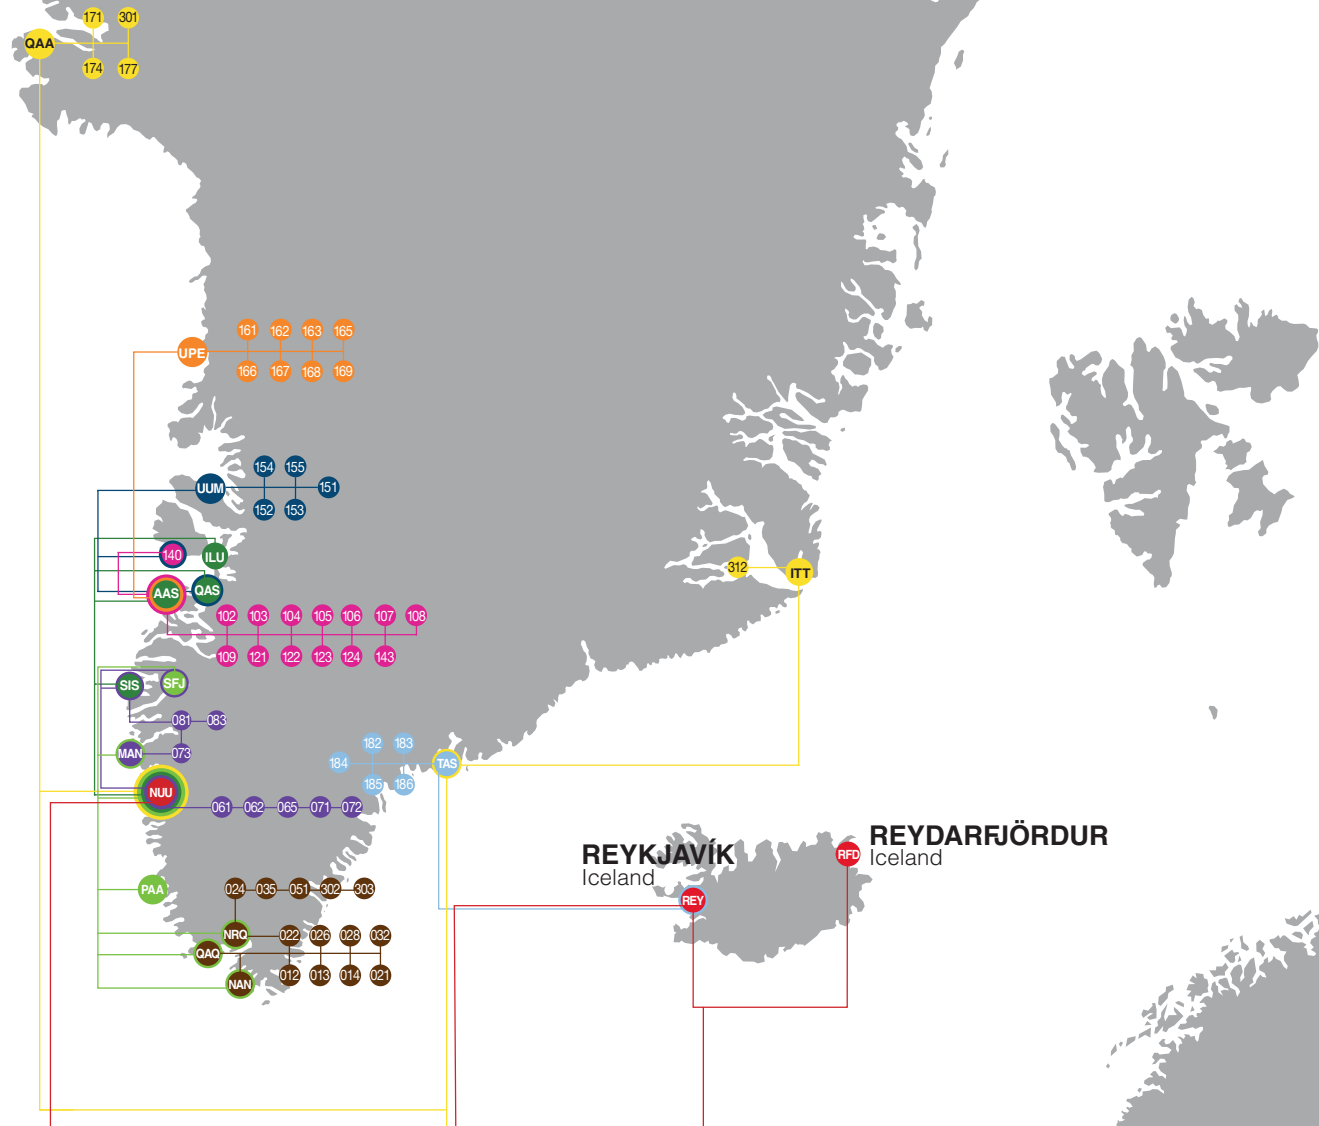 171 301
QAA
174 177
161 162 163 165
UPE
166 167 168 169
154 155
UUM 151
152 153
140 ILU
312 ITT
AAS QAS
102 103 104 105 106 107 108
109 121 122 123 124 143
SIS SFJ
081 083
MAN 073
182 183
184 TAS
185 186
NUU
061 062 065 071 072
REYKJAVÍK
Iceland
REYDARFJÖRDUR
Iceland
RFD
REY
PAA 024 035 051 302 303
NRQ 022 026 028 032
QAQ
012 013 014 021
NAN